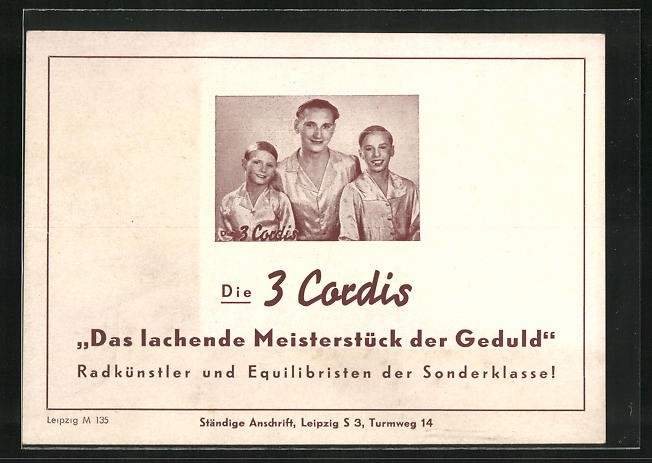 Die 3 Cordis
Die 3 Cordis
„Das lachende Meisterstück der Geduld“
Radkünstler und Equilibristen der Sonderklasse!
Leipzig M 135
Ständige Anschrift, Leipzig S 3, Turmweg 14